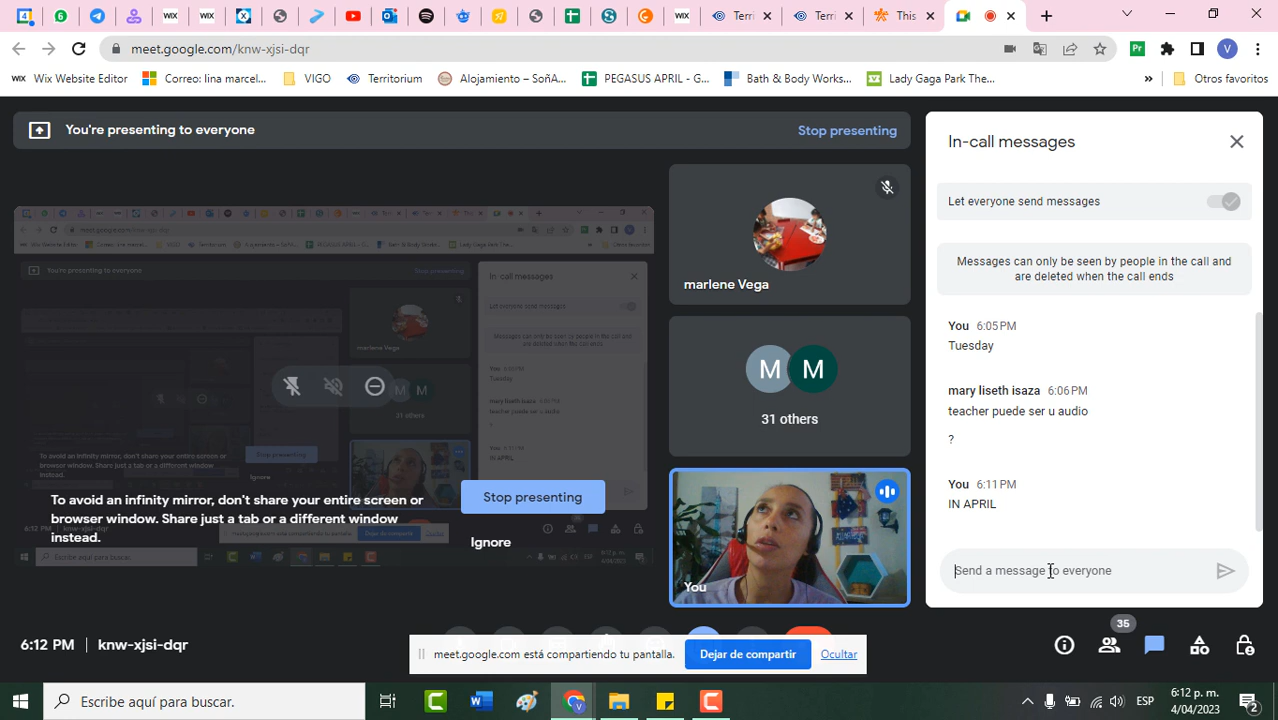 Terri
Terri
This
meet.google.com/knw-xjsi-dqr
Pr
V
WIX Wix Website Editor
Correo: lina marcel...
VIGO
Territorium
Alojamiento – SoñA...
PEGASUS APRIL - G...
Bath & Body Works...
Lady Gaga Park The...
»
Otros favoritos
You're presenting to everyone
Stop presenting
marlene Vega
M M
31 others
You
To avoid an infinity mirror, don't share your entire screen or
browser window. Share just a tab or a different window
instead.
Stop presenting
Ignore
In-call messages
Let everyone send messages
Messages can only be seen by people in the call and
are deleted when the call ends
You 6:05 PM
Tuesday
mary liseth isaza 6:06 PM
teacher puede ser u audio
?
You 6:11 PM
IN APRIL
Send a message to everyone
6:12 PM | knw-xjsi-dqr
35
meet.google.com está compartiendo tu pantalla.
Dejar de compartir
Ocultar
Escribe aquí para buscar.
ESP
6:12 p. m.
4/04/2023
2